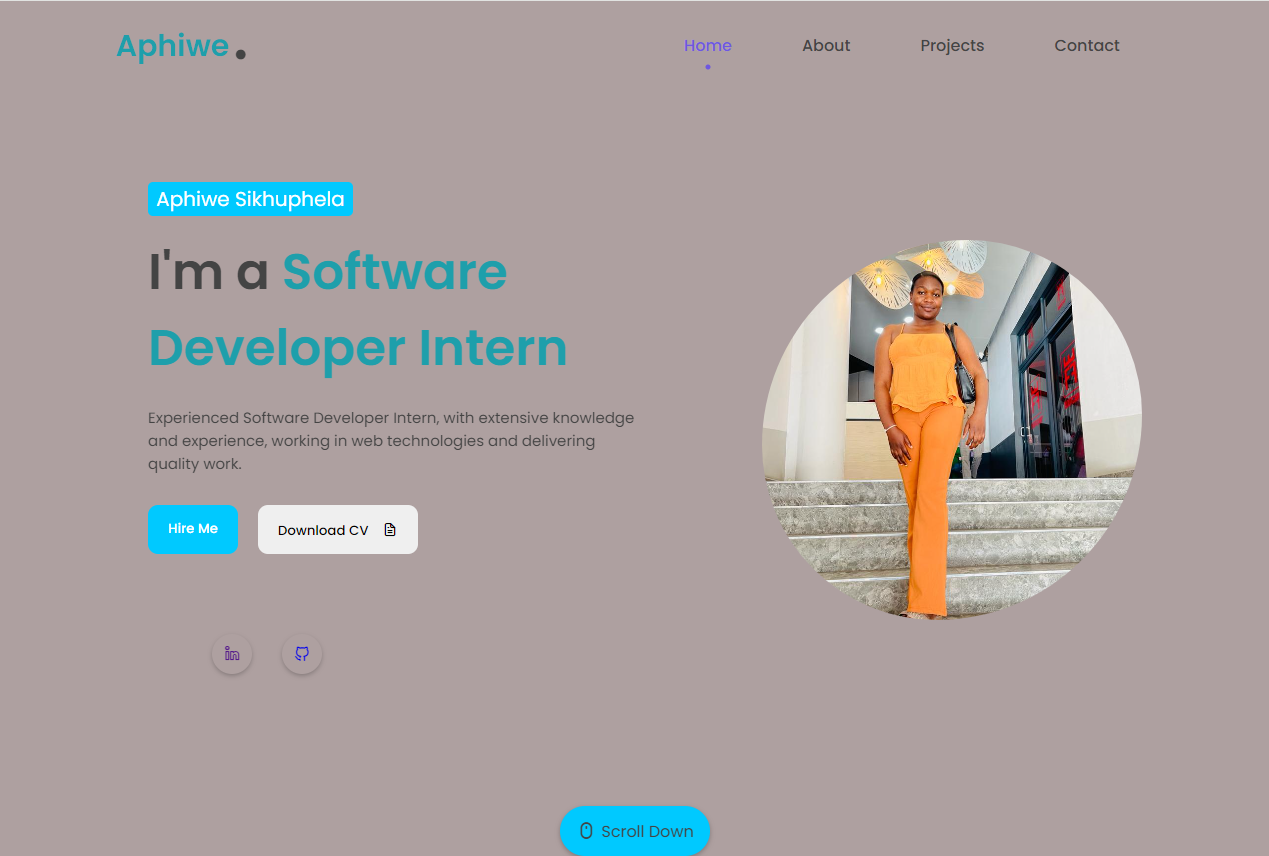 Aphiwe.
Home About Projects Contact
Aphiwe Sikhuphela
I'm a Software
Developer Intern
Experienced Software Developer Intern, with extensive knowledge
and experience, working in web technologies and delivering
quality work.
Hire Me Download CV
in
Scroll Down